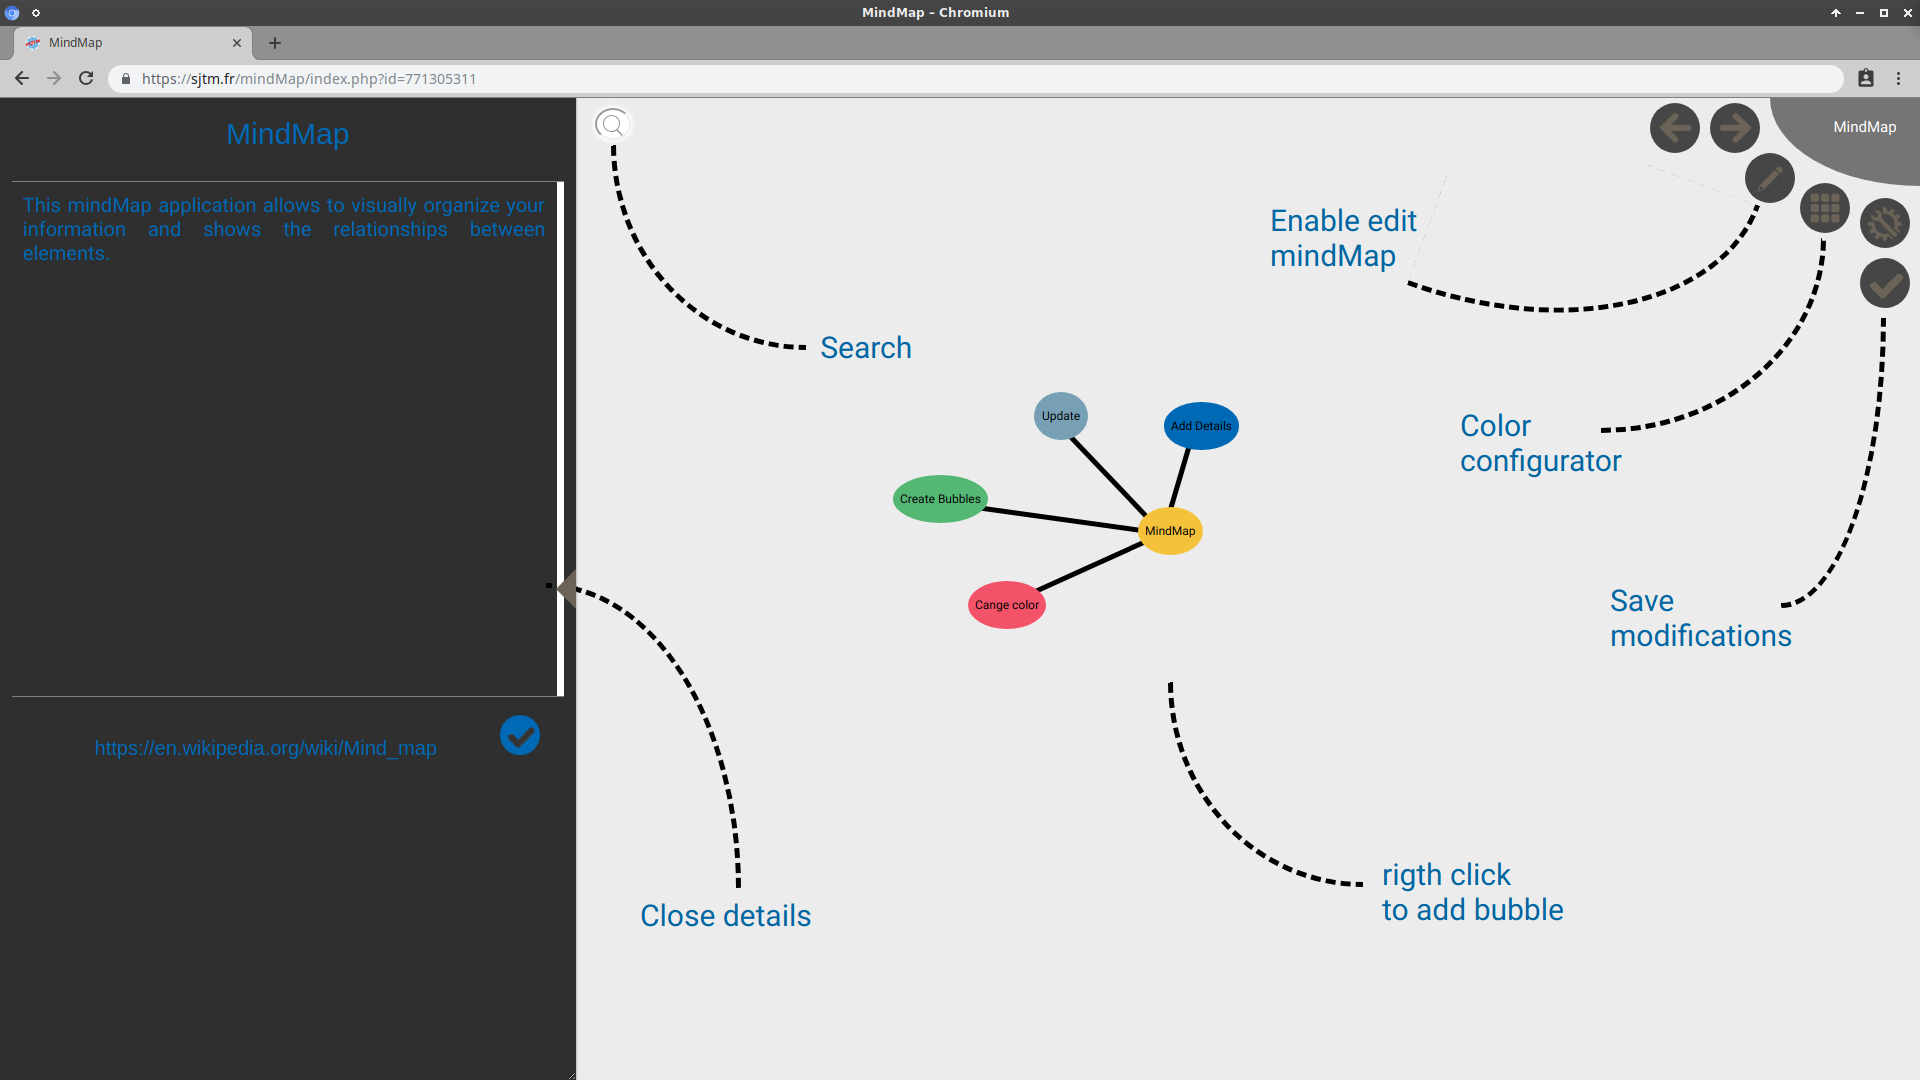 MindMap – Chromium
MindMap
https://sjtm.fr/mindMap/index.php?id=771305311
MindMap
This mindMap application allows to visually organize your
information and shows the relationships between
elements.
https://en.wikipedia.org/wiki/Mind_map
MindMap
Enable edit
mindMap
Search
Update
Add Details
Color
configurator
Create Bubbles
MindMap
Cange color
Save
modifications
rigth click
to add bubble
Close details